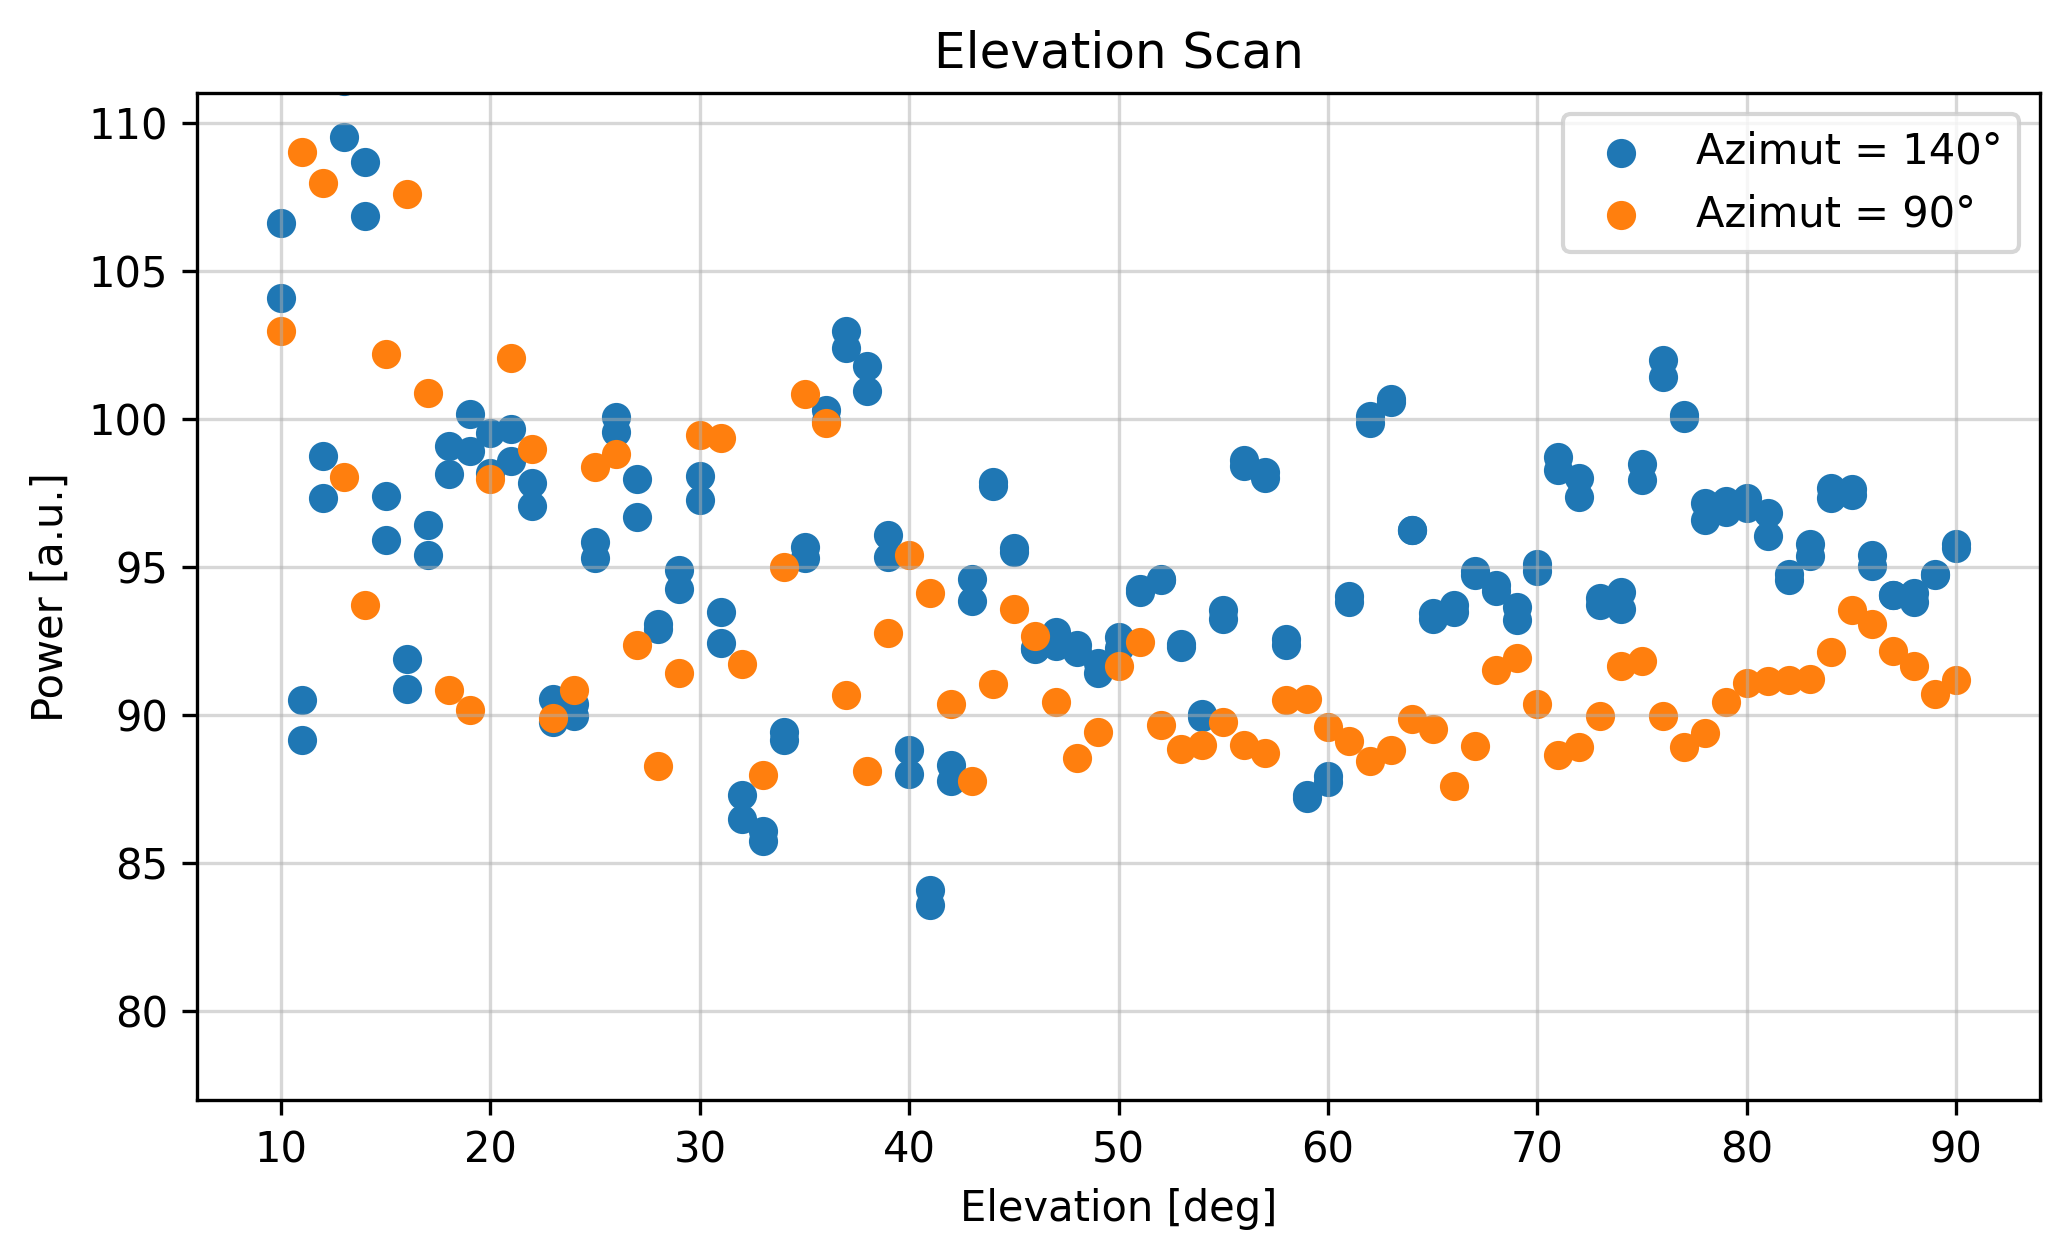 Elevation Scan
Power [a.u.]
110
105
100
95
90
85
80
Azimut = 140°
Azimut = 90°
10 20 30 40 50 60 70 80 90
Elevation [deg]